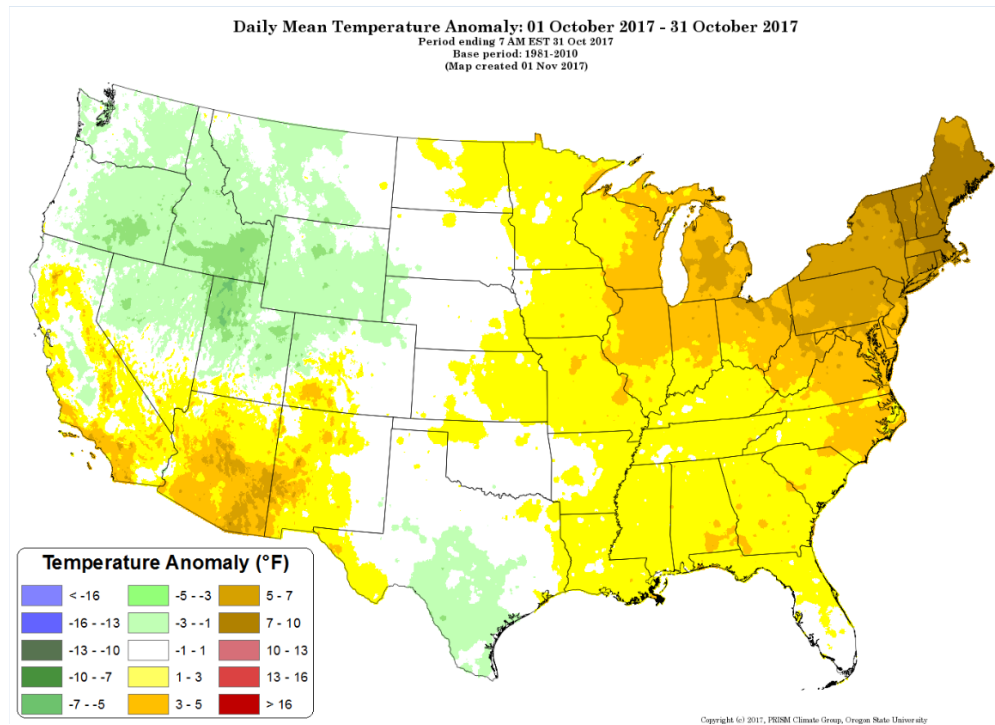 Daily Mean Temperature Anomaly: 01 October 2017 - 31 October 2017
Period ending 7 AM EST 31 Oct 2017
Base period: 1981-2010
(Map created 01 Nov 2017)
Temperature Anomaly (°F)
< -16
-16 - -13
-13 - -10
-10 - -7
-7 - -5
-5 - -3
-3 - -1
-1 - 1
1 - 3
3 - 5
5 - 7
7 - 10
10 - 13
13 - 16
> 16
Copyright (c) 2017, PRISM Climate Group, Oregon State University